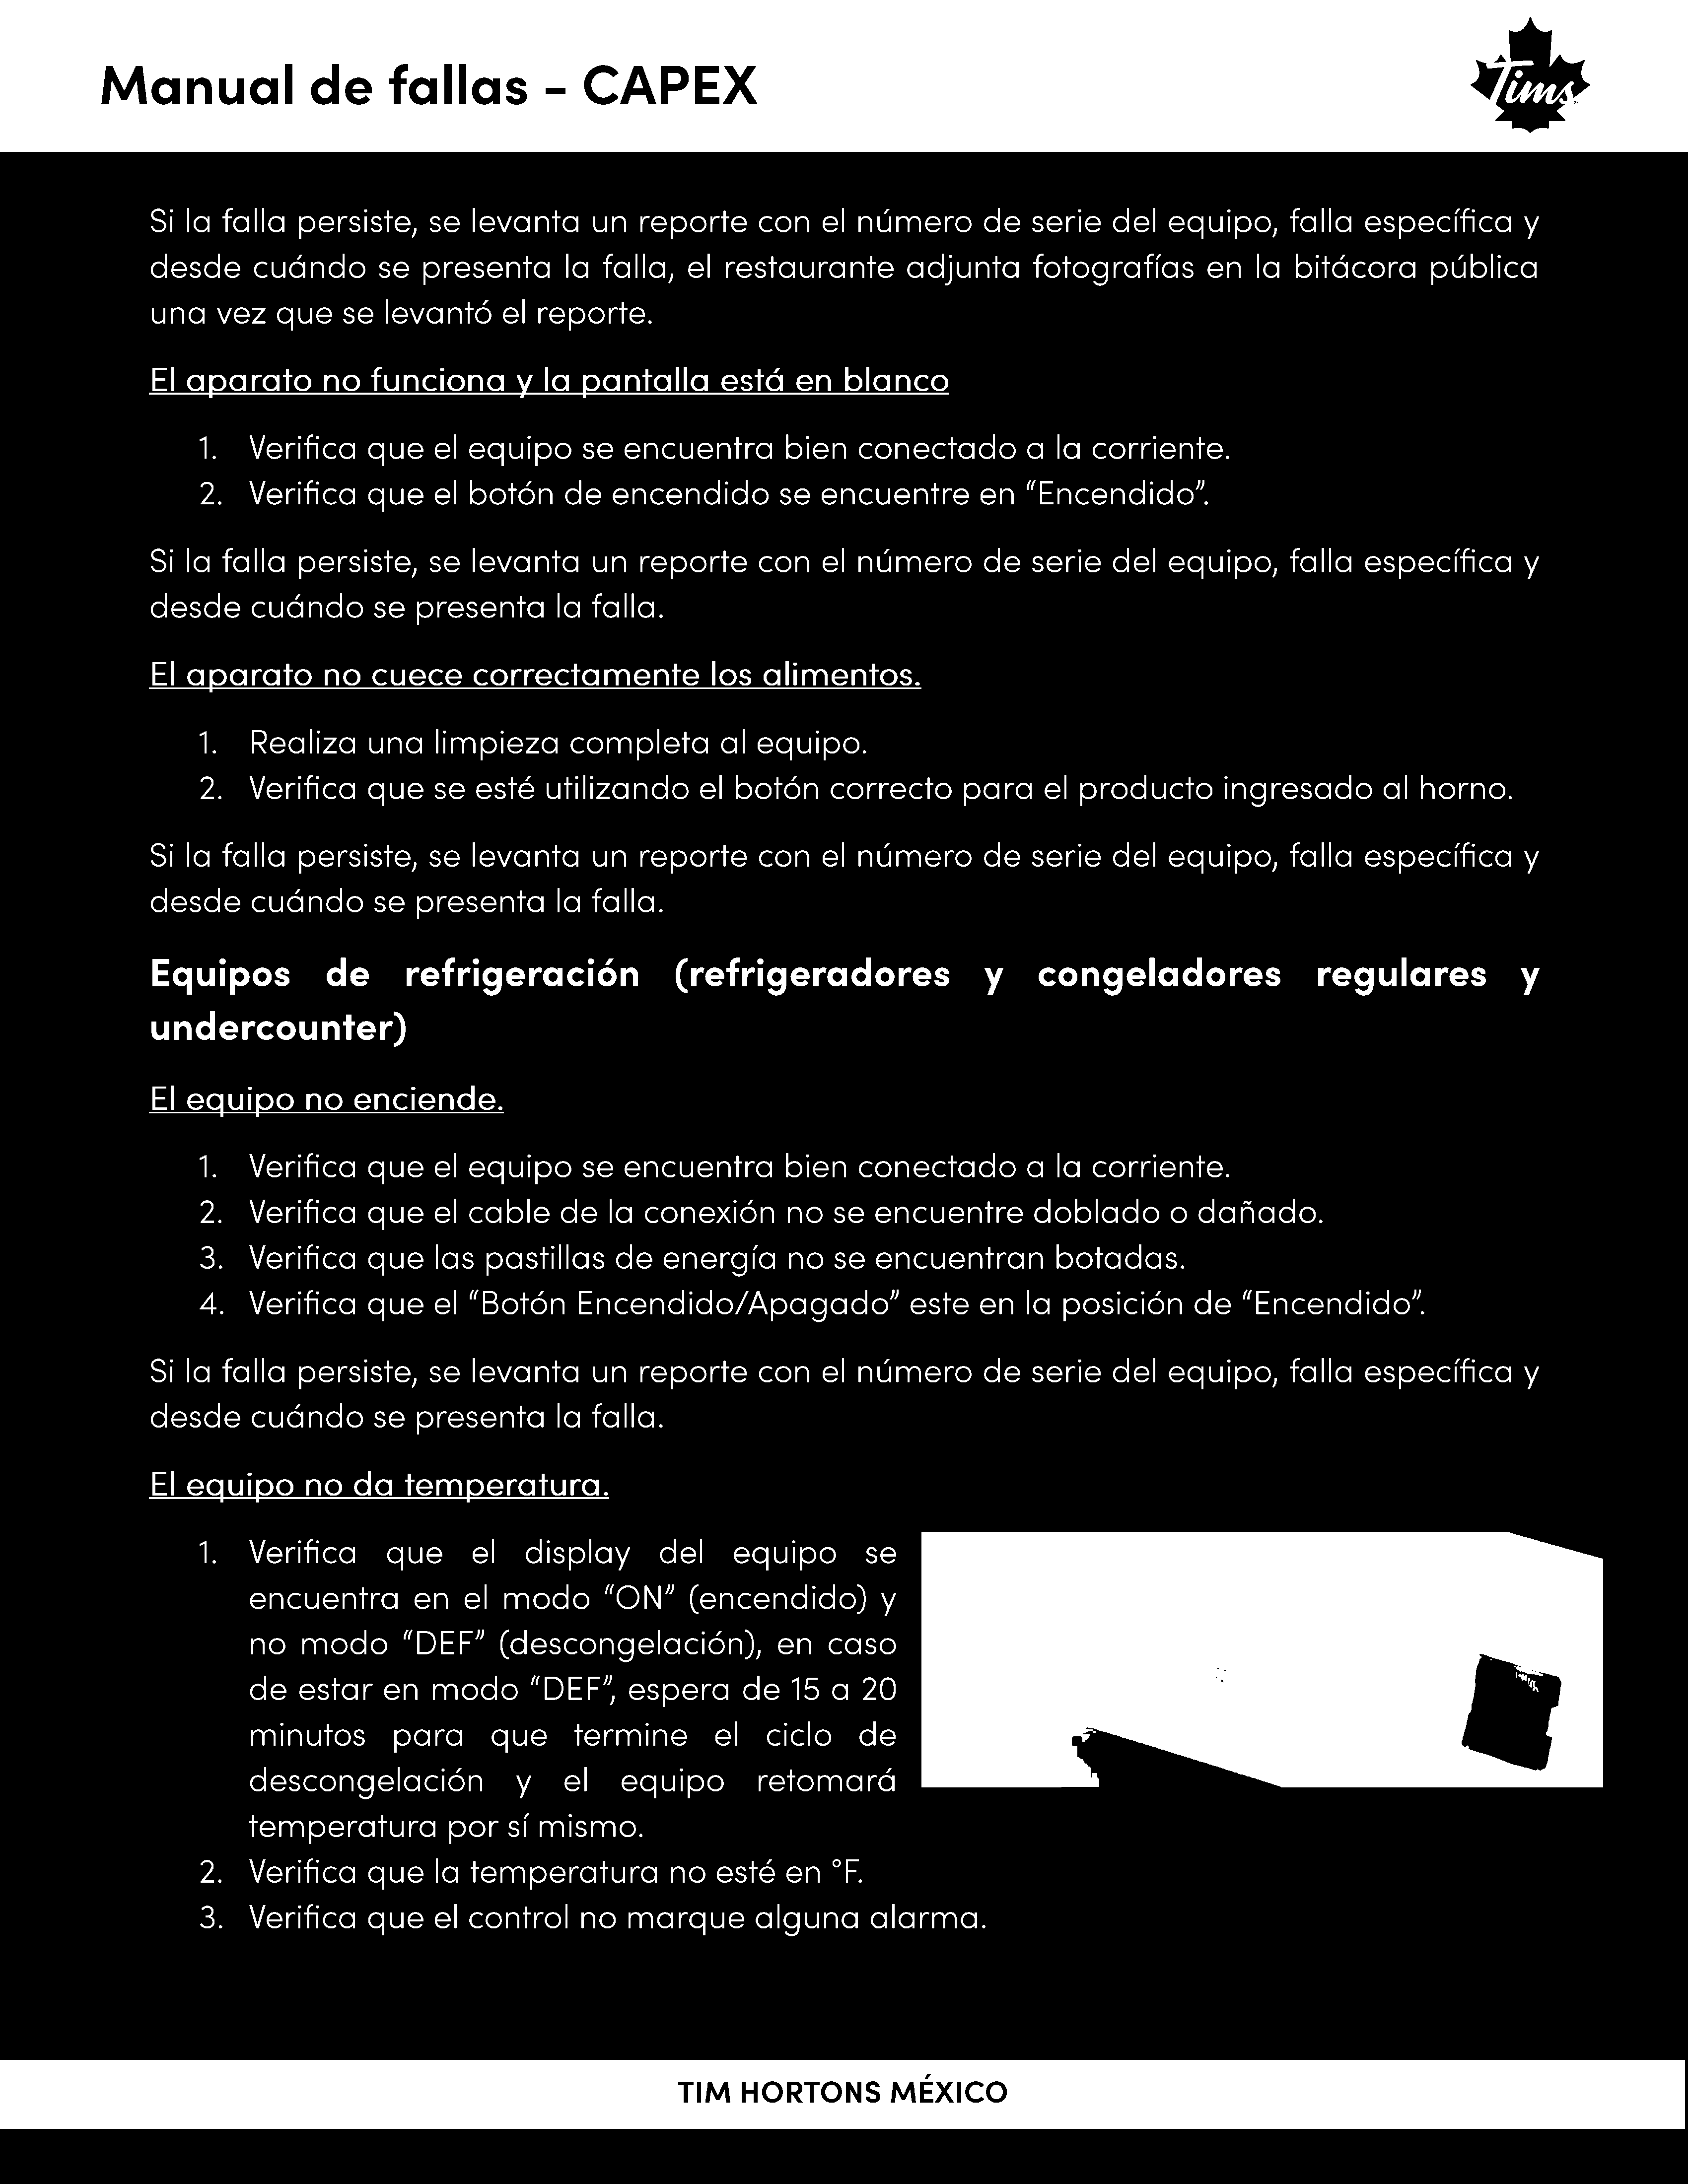 Manual de fallas - CAPEX
Tims
Si la falla persiste, se levanta un reporte con el número de serie del equipo, falla específica y
desde cuándo se presenta la falla, el restaurante adjunta fotografías en la bitácora pública
una vez que se levantó el reporte.
El aparato no funciona y la pantalla está en blanco
1. Verifica que el equipo se encuentra bien conectado a la corriente.
2. Verifica que el botón de encendido se encuentre en “Encendido”.
Si la falla persiste, se levanta un reporte con el número de serie del equipo, falla específica y
desde cuándo se presenta la falla.
El aparato no cuece correctamente los alimentos.
1. Realiza una limpieza completa al equipo.
2. Verifica que se esté utilizando el botón correcto para el producto ingresado al horno.
Si la falla persiste, se levanta un reporte con el número de serie del equipo, falla específica y
desde cuándo se presenta la falla.
Equipos de refrigeración (refrigeradores y congeladores regulares y
undercounter)
El equipo no enciende.
1. Verifica que el equipo se encuentra bien conectado a la corriente.
2. Verifica que el cable de la conexión no se encuentre doblado o dañado.
3. Verifica que las pastillas de energía no se encuentran botadas.
4. Verifica que el “Botón Encendido/Apagado” este en la posición de “Encendido”.
Si la falla persiste, se levanta un reporte con el número de serie del equipo, falla específica y
desde cuándo se presenta la falla.
El equipo no da temperatura.
1. Verifica que el display del equipo se
encuentra en el modo “ON” (encendido) y
no modo “DEF” (descongelación), en caso
de estar en modo “DEF”, espera de 15 a 20
minutos para que termine el ciclo de
descongelación y el equipo retomará
temperatura por sí mismo.
2. Verifica que la temperatura no esté en °F.
3. Verifica que el control no marque alguna alarma.
TIM HORTONS MÉXICO